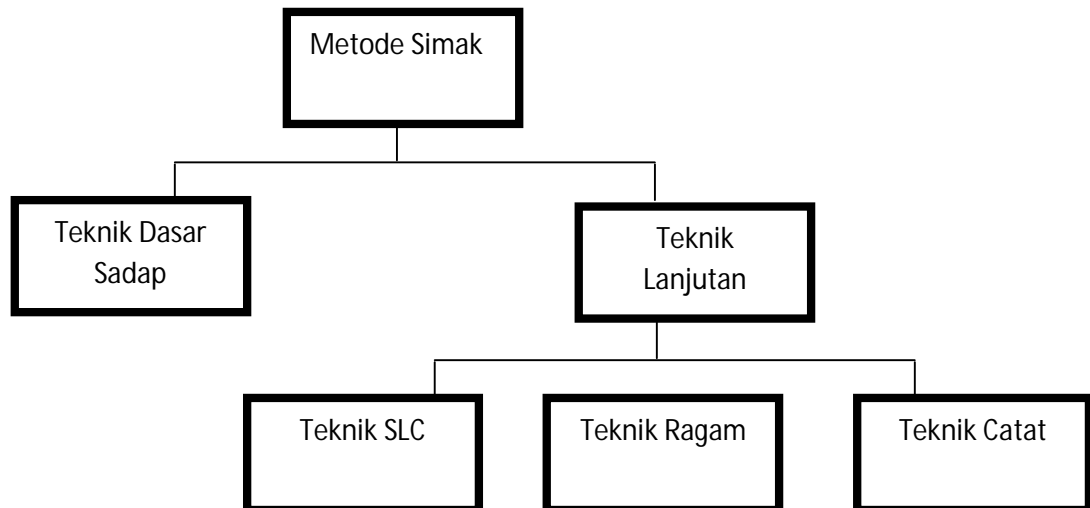 Metode Simak
Teknik Dasar
Sadap
Teknik
Lanjutan
Teknik SLC
Teknik Ragam
Teknik Catat